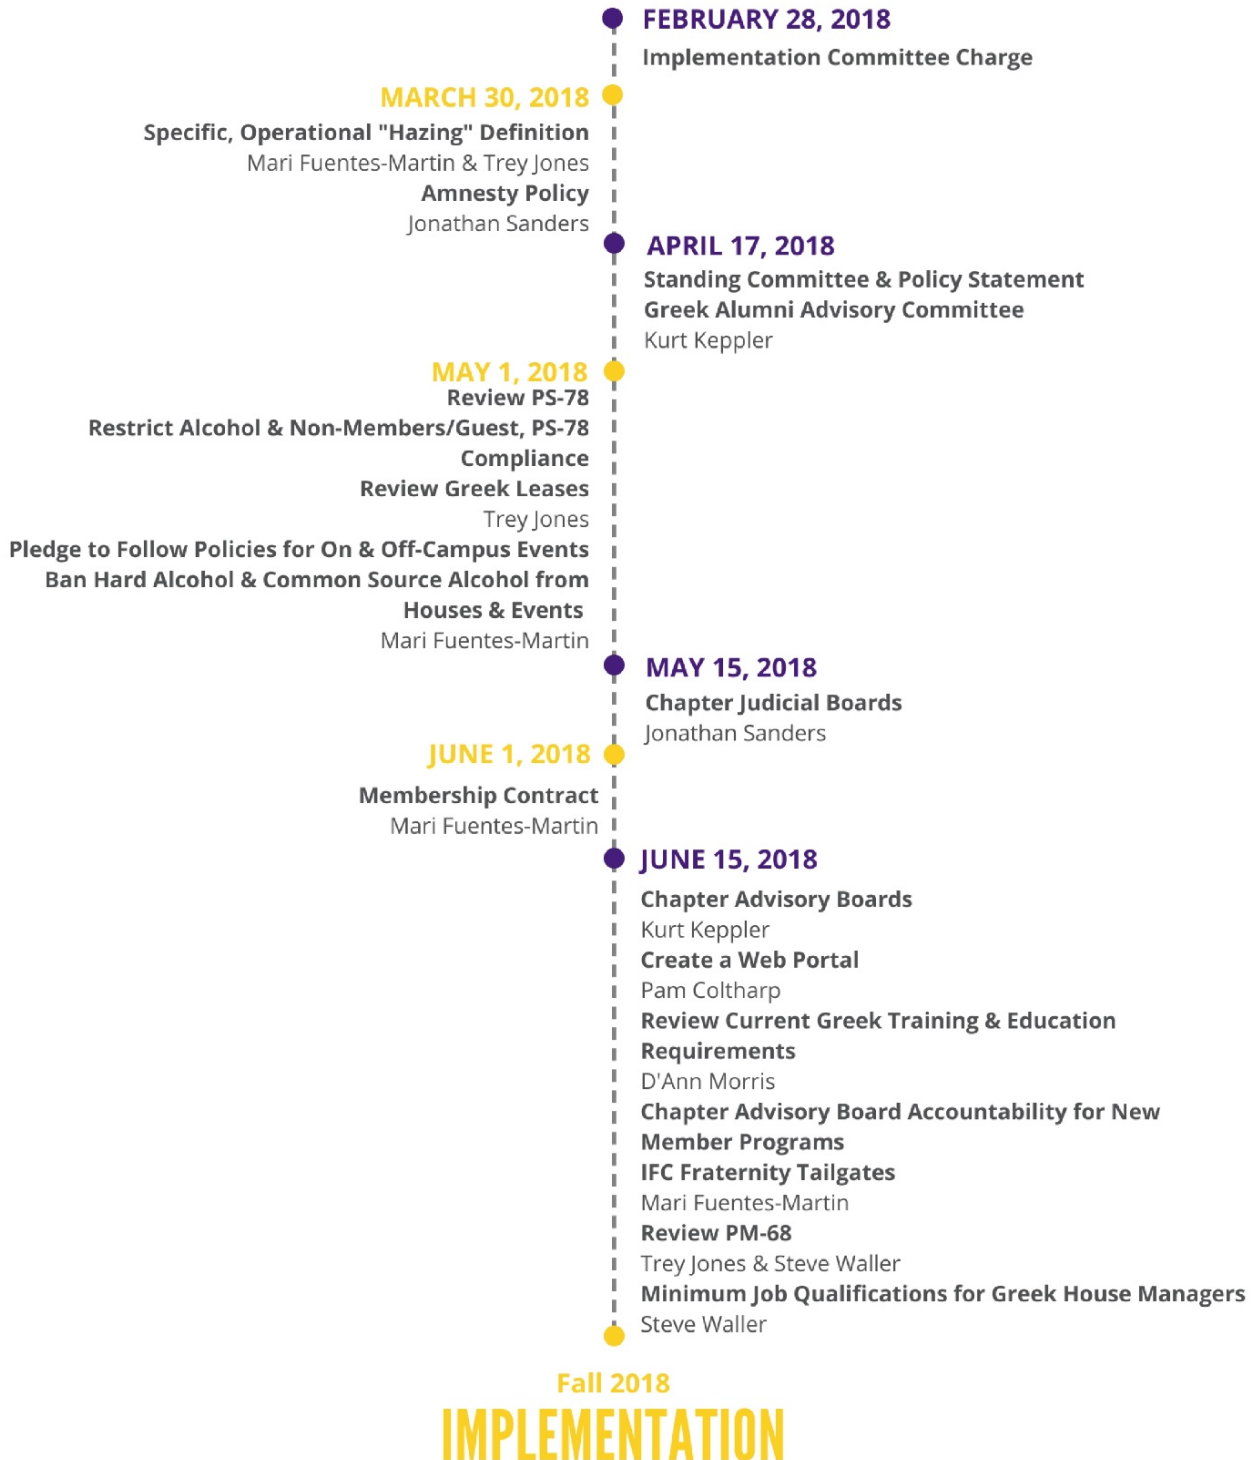 FEBRUARY 28, 2018
Implementation Committee Charge
MARCH 30, 2018
Specific, Operational "Hazing" Definition
Mari Fuentes-Martin & Trey Jones
Amnesty Policy
Jonathan Sanders
APRIL 17, 2018
Standing Committee & Policy Statement
Greek Alumni Advisory Committee
Kurt Keppler
MAY 1, 2018
Review PS-78
Restrict Alcohol & Non-Members/Guest, PS-78
Compliance
Review Greek Leases
Trey Jones
Pledge to Follow Policies for On & Off-Campus Events
Ban Hard Alcohol & Common Source Alcohol from
Houses & Events
Mari Fuentes-Martin
MAY 15, 2018
Chapter Judicial Boards
Jonathan Sanders
JUNE 1, 2018
Membership Contract
Mari Fuentes-Martin
JUNE 15, 2018
Chapter Advisory Boards
Kurt Keppler
Create a Web Portal
Pam Coltharp
Review Current Greek Training & Education
Requirements
D'Ann Morris
Chapter Advisory Board Accountability for New
Member Programs
IFC Fraternity Tailgates
Mari Fuentes-Martin
Review PM-68
Trey Jones & Steve Waller
Minimum Job Qualifications for Greek House Managers
Steve Waller
Fall 2018
IMPLEMENTATION